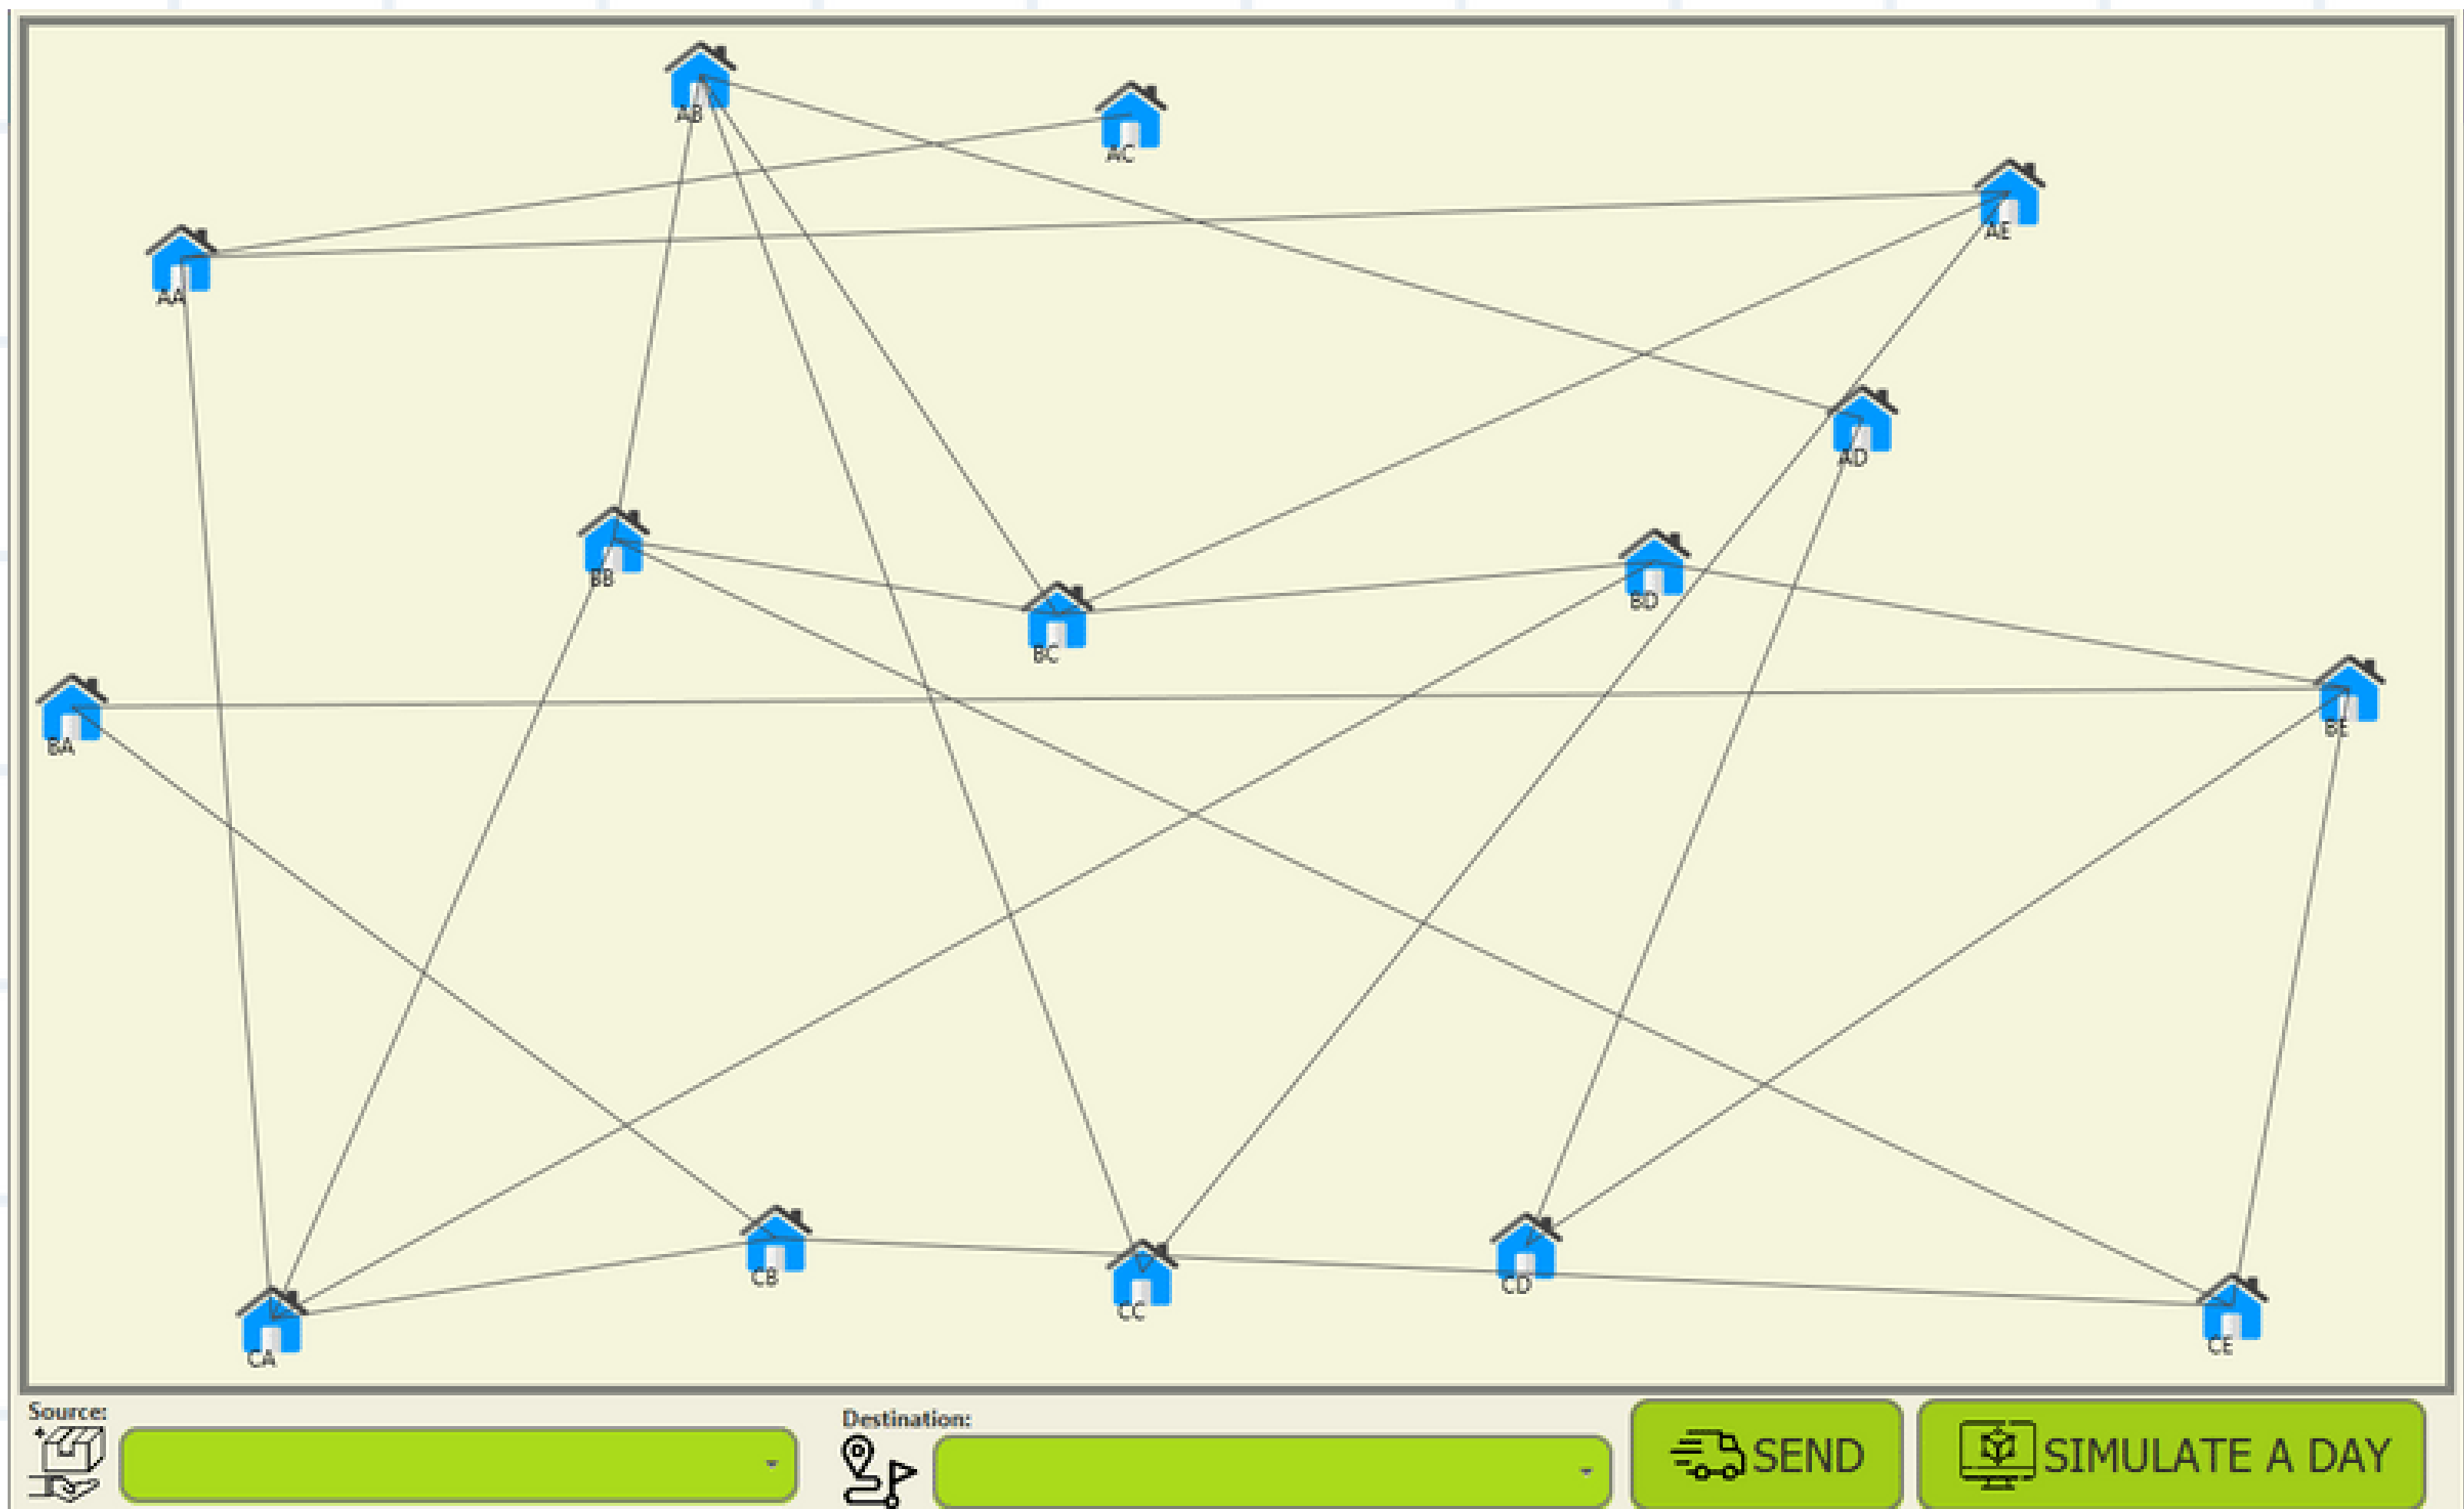 AB
AC
AE
AA
AD
BB
BD
BC
BA
BE
CB
CC
CD
CA
CE
Source:
Destination:
SEND
SIMULATE A DAY